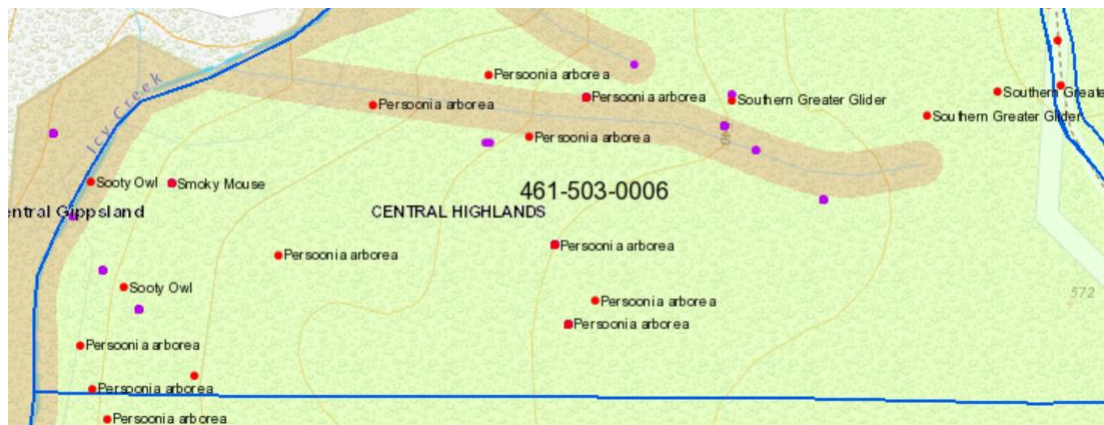 Persoonia arborea
Southern Greate
Icy Creek
Persoonia arborea
Persoonia arborea
Southern Greater Glider
Southern Greater Glider
Persoonia arborea
Sooty Owl
Smoky Mouse
461-503-0006
entral Gippsland
CENTRAL HIGHLANDS
Persoonia arborea
Persoonia arborea
Sooty Owl
572
Persoonia arborea
Persoonia arborea
Persoonia arborea
Persoonia arborea
Persoonia arborea